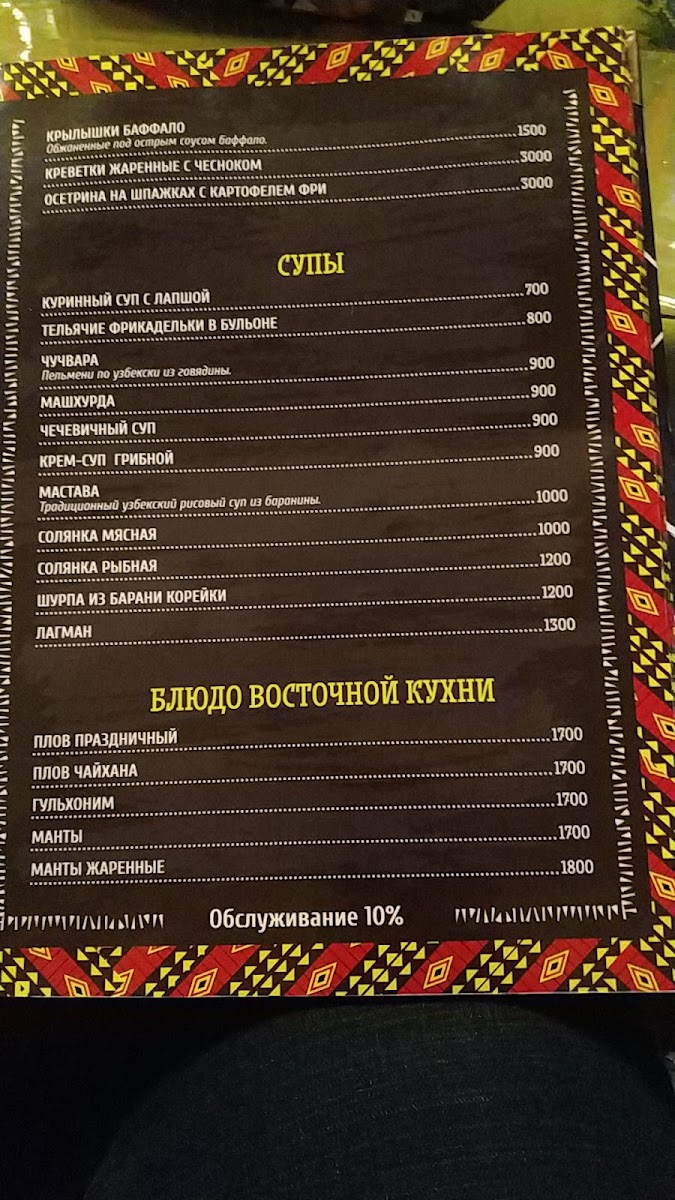 КРЫЛЫШКИ БАФФАЛО
Обжаненные под острым соусом баффало. 1500
КРЕВЕТКИ ЖАРЕННЫЕ С ЧЕСНОКОМ 3000
ОСЕТРИНА НА ШПАЖКАХ С КАРТОФЕЛЕМ ФРИ 3000
СУПЫ
КУРИННЫЙ СУП С ЛАПШОЙ 700
ТЕЛЬЯЧИЕ ФРИКАДЕЛЬКИ В БУЛЬОНЕ 800
ЧУЧВАРА
Пельмени по узбекски из говядины. 900
МАШХУРДА 900
ЧЕЧЕВИЧНЫЙ СУП 900
КРЕМ-СУП ГРИБНОЙ 900
МАСТАВА
Традиционный узбекский рисовый суп из баранины. 1000
СОЛЯНКА МЯСНАЯ 1000
СОЛЯНКА РЫБНАЯ 1200
ШУРПА ИЗ БАРАНИ КОРЕЙКИ 1200
ЛАГМАН 1300
БЛЮДО ВОСТОЧНОЙ КУХНИ
ПЛОВ ПРАЗДНИЧНЫЙ 1700
ПЛОВ ЧАЙХАНА 1700
ГУЛЬХОНИМ 1700
МАНТЫ 1700
МАНТЫ ЖАРЕННЫЕ 1800
Обслуживание 10%